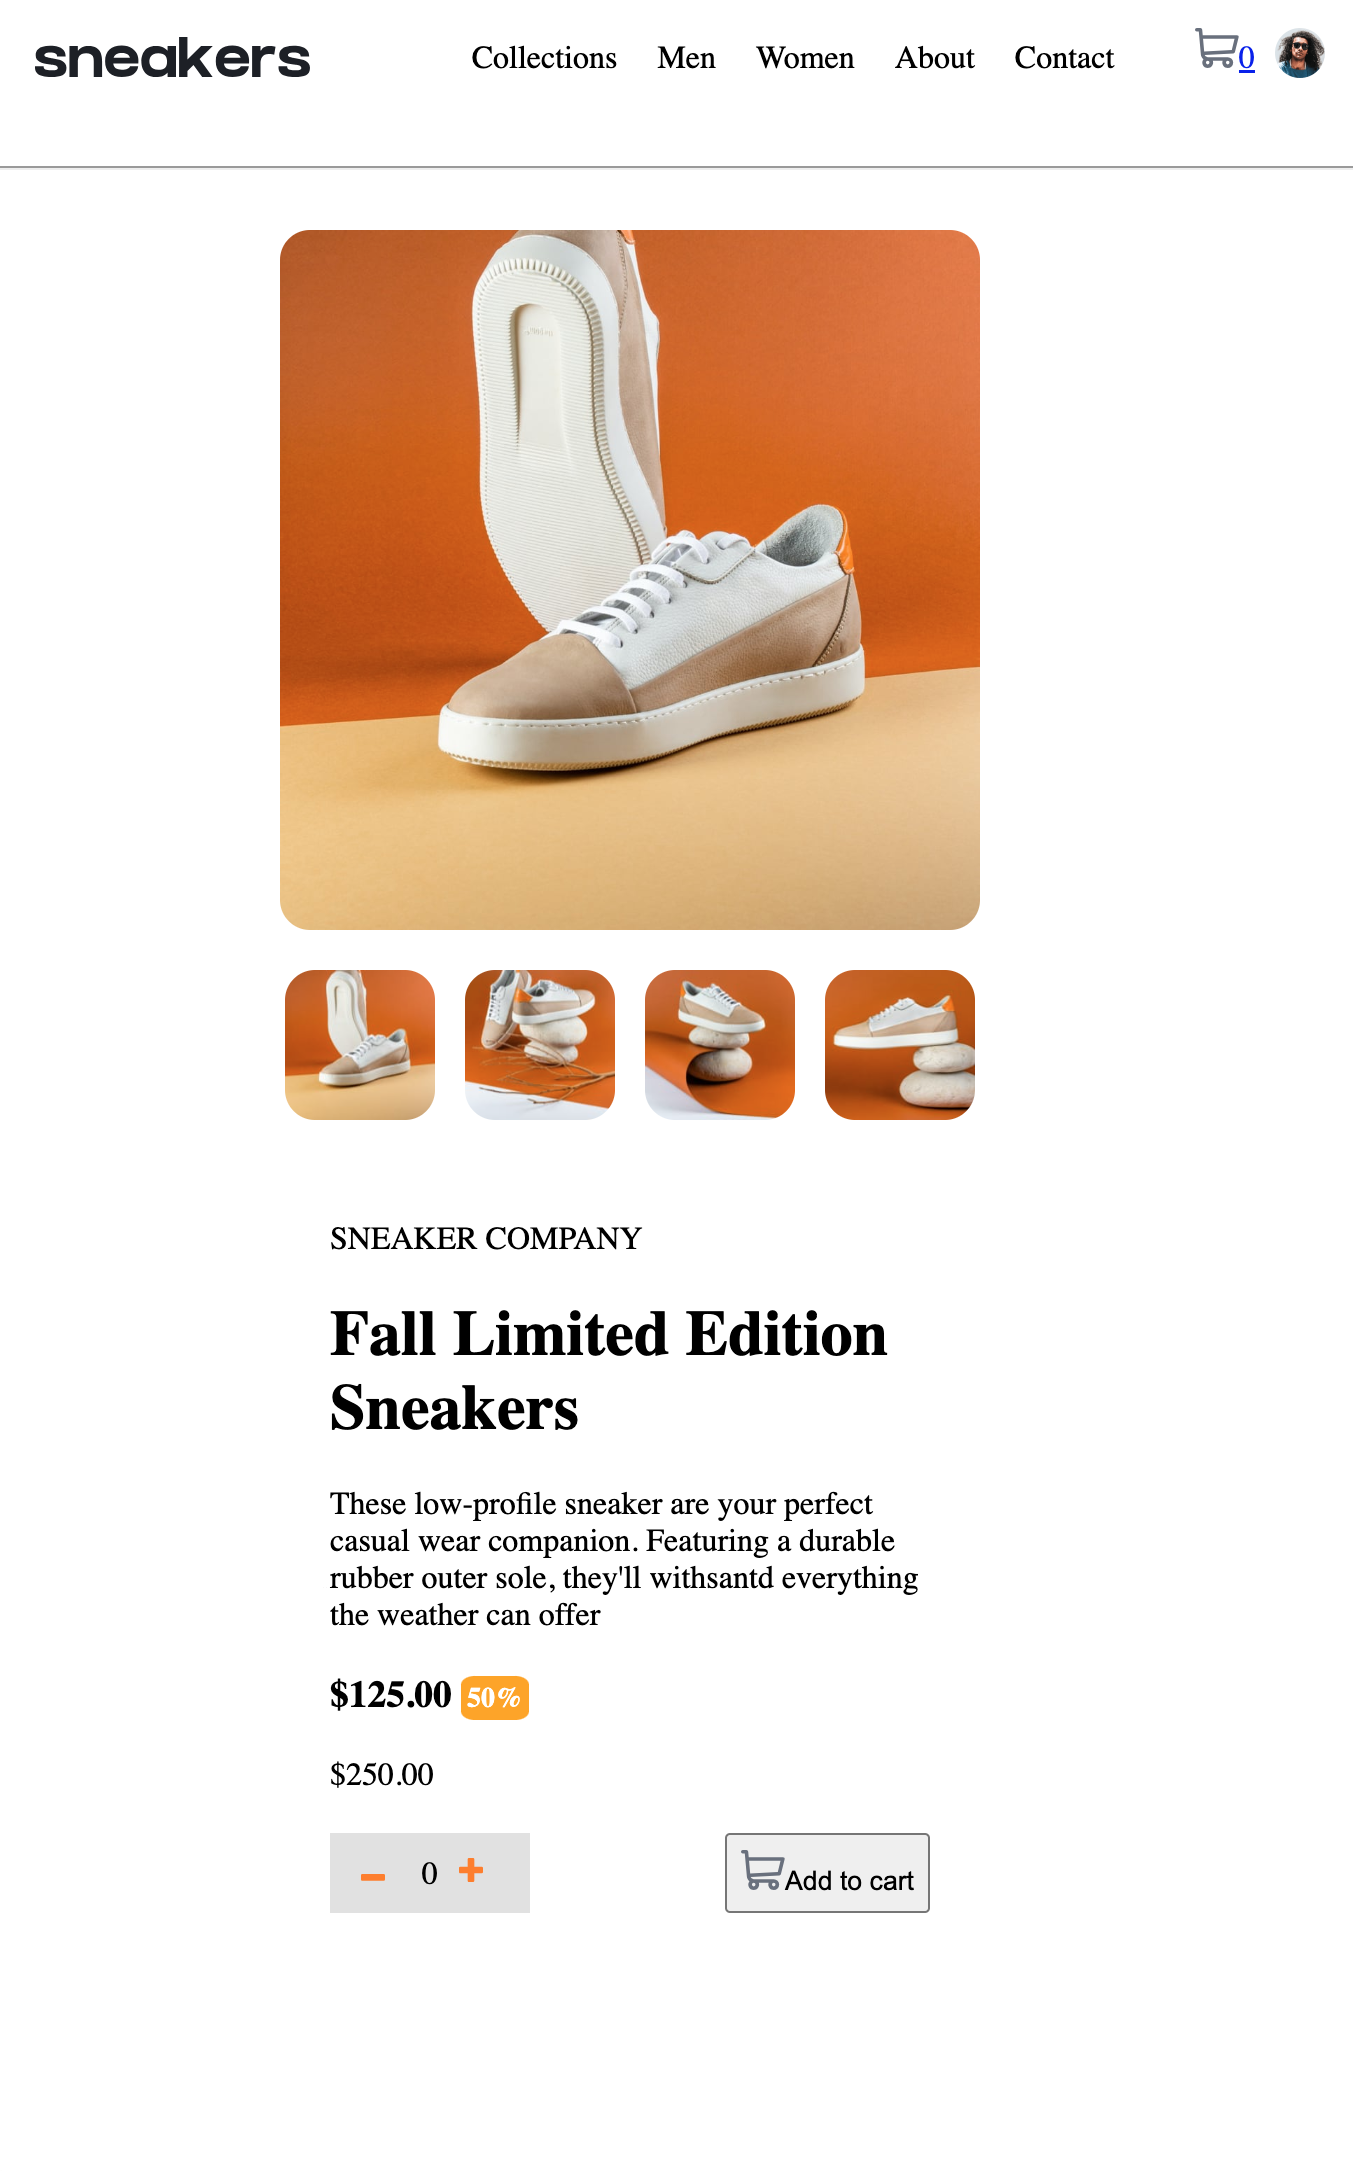 sneakers
Collections Men Women About Contact 0
SNEAKER COMPANY
Fall Limited Edition
Sneakers
These low-profile sneaker are your perfect
casual wear companion. Featuring a durable
rubber outer sole, they'll withsantd everything
the weather can offer
$125.00 50%
$250.00
- 0 + Add to cart